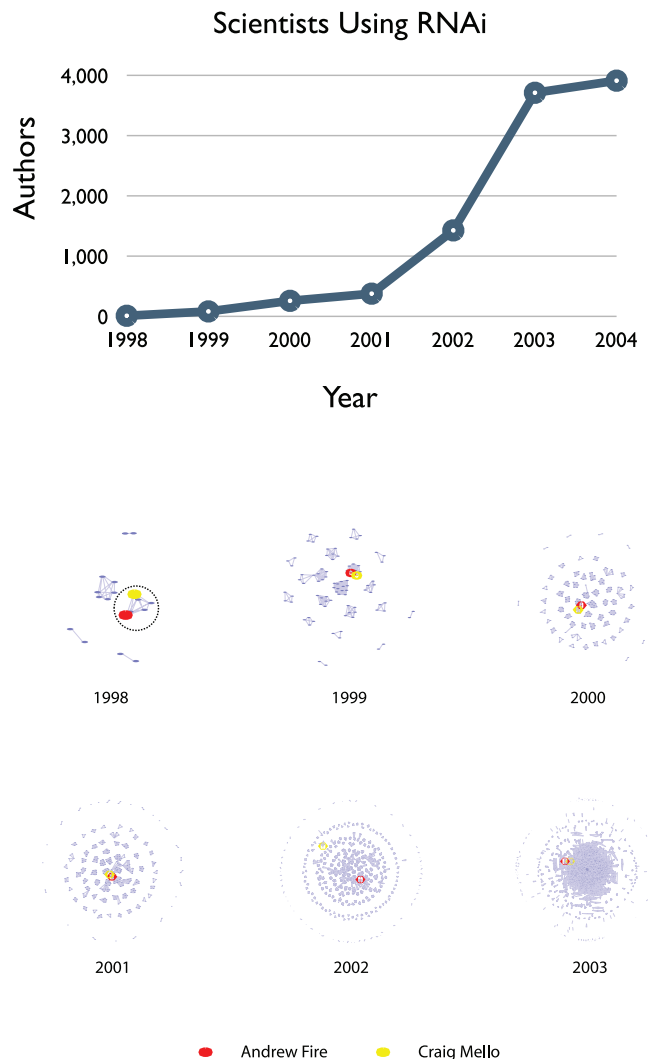 Scientists Using RNAi
4,000
3,000
2,000
1,000
0
Authors
1998 1999 2000 2001 2002 2003 2004
Year
1998 1999 2000
2001 2002 2003
Andrew Fire Craig Mello